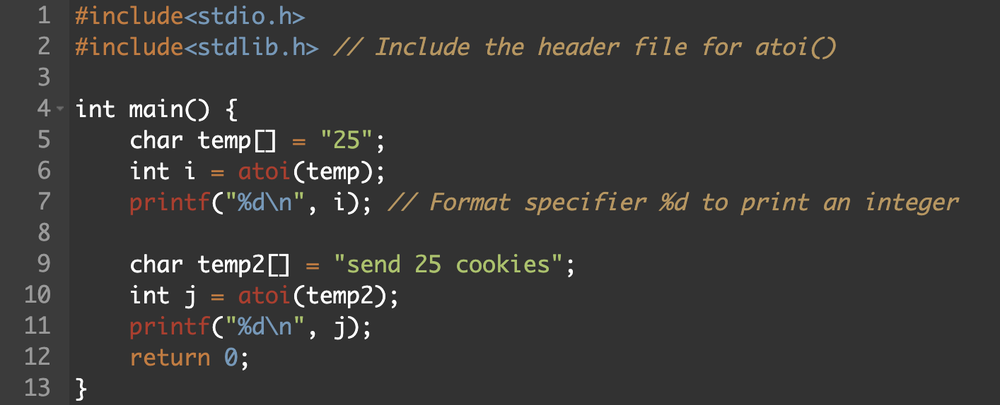 1 #include<stdio.h>
2 #include<stdlib.h> // Include the header file for atoi()
3
4 int main() {
5     char temp[] = "25";
6     int i = atoi(temp);
7     printf("%d\n", i); // Format specifier %d to print an integer
8
9     char temp2[] = "send 25 cookies";
10     int j = atoi(temp2);
11     printf("%d\n", j);
12     return 0;
13 }